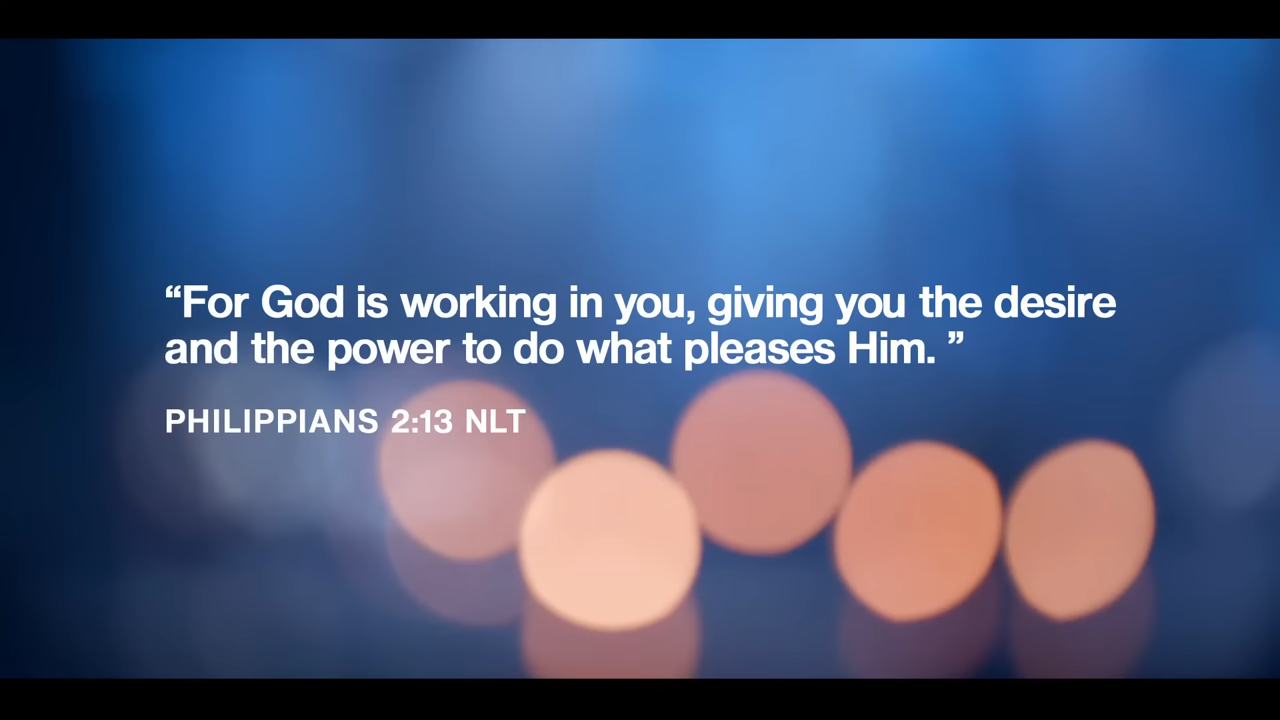 “For God is working in you, giving you the desire
and the power to do what pleases Him. ”
PHILIPPIANS 2:13 NLT